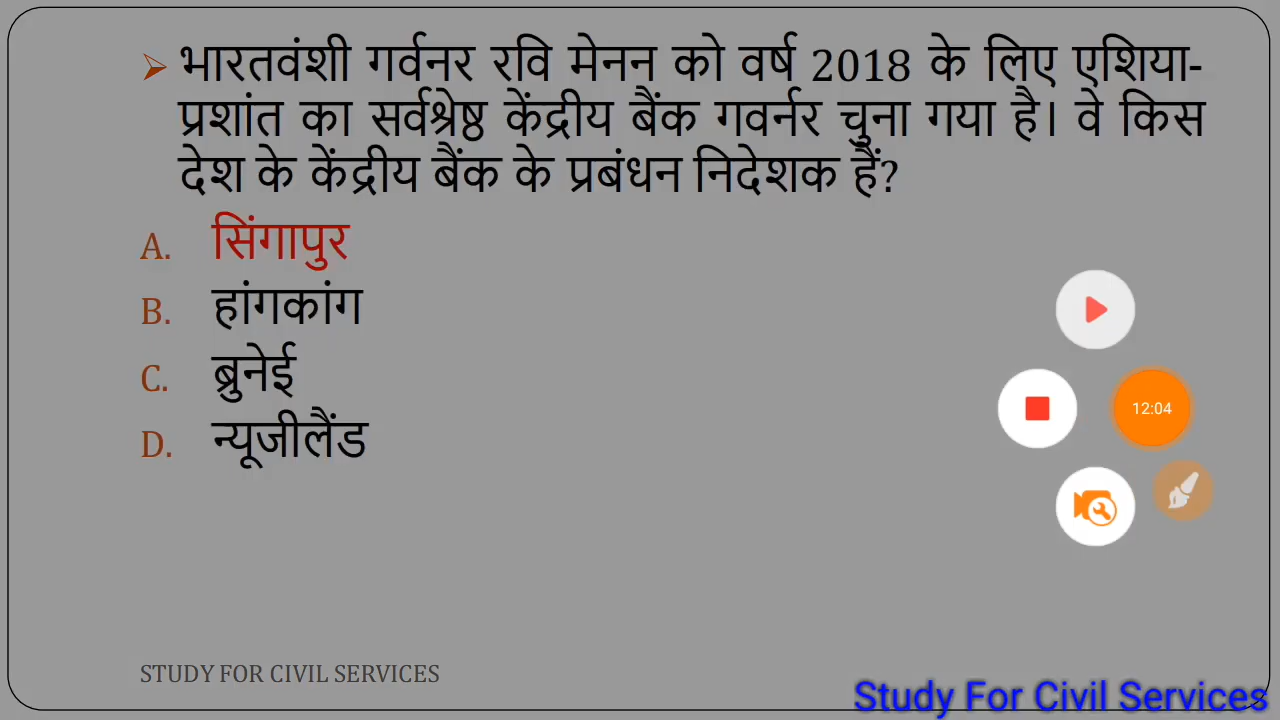 ➢ भारतवंशी गर्वनर रवि मेनन को वर्ष 2018 के लिए एशिया-
प्रशांत का सर्वश्रेष्ठ केंद्रीय बैंक गवर्नर चुना गया है। वे किस
देश के केंद्रीय बैंक के प्रबंधन निदेशक हैं?
A. सिंगापुर
B. हांगकांग
C. ब्रुनेई
D. न्यूजीलैंड
12:04
STUDY FOR CIVIL SERVICES
Study For Civil Services